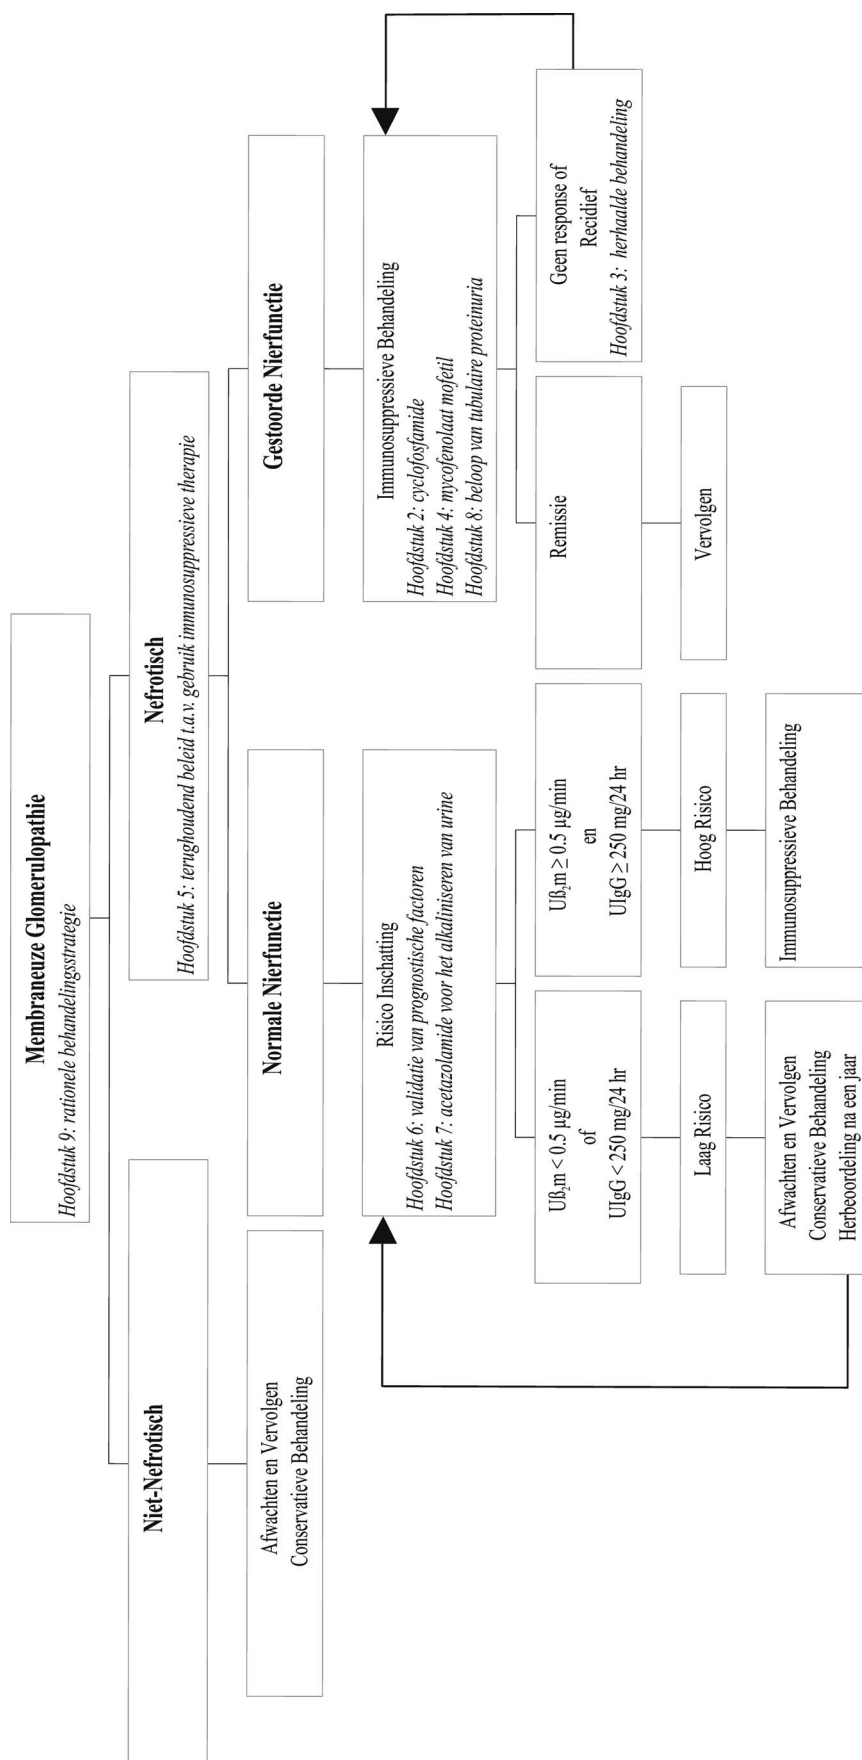 Membraneuze Glomerulopathie
Hoofdstuk 9: rationele behandelingsstrategie
Niet-Nefrotisch
Nefrotisch
Hoofdstuk 5: terughoudend beleid t.a.v. gebruik immunosuppressieve therapie
Afwachten en Vervolgen
Conservatieve Behandeling
Normale Nierfunctie
Gestoorde Nierfunctie
Risico Inschatting
Hoofdstuk 6: validatie van prognostische factoren
Hoofdstuk 7: acetazolamide voor het alkaliniseren van urine
Immunosuppressieve Behandeling
Hoofdstuk 2: cyclofosfamide
Hoofdstuk 4: mycofenolaat mofetil
Hoofdstuk 8: beloop van tubulaire proteinuria
Uß₂m < 0.5 µg/min
of
UIgG < 250 mg/24 hr
Uß₂m ≥ 0.5 µg/min
en
UIgG ≥ 250 mg/24 hr
Remissie
Geen response of
Recidief
Hoofdstuk 3: herhaalde behandeling
Laag Risico
Hoog Risico
Vervolgen
Afwachten en Vervolgen
Conservatieve Behandeling
Herbeoordeling na een jaar
Immunosuppressieve Behandeling